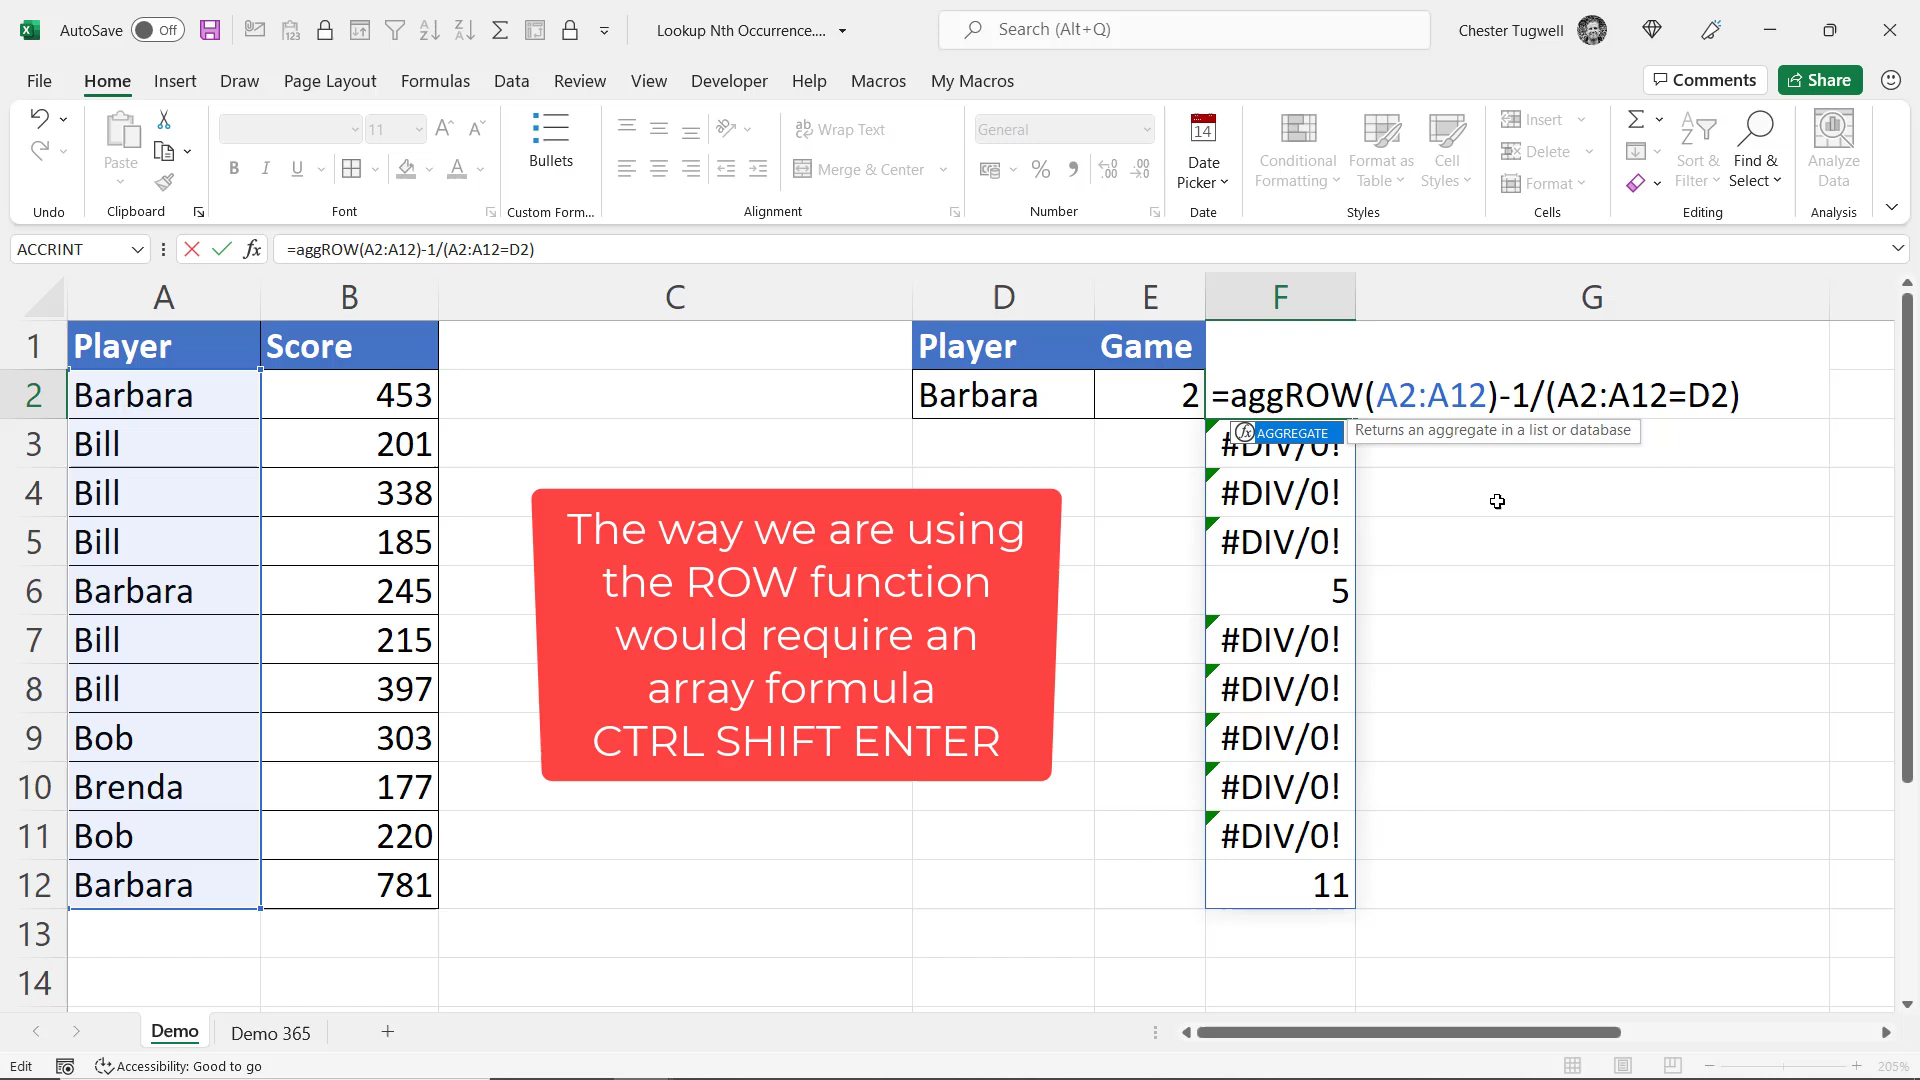 AutoSave Off Lookup Nth Occurrence.... Search (Alt+Q) Chester Tugwell
File Home Insert Draw Page Layout Formulas Data Review View Developer Help Macros My Macros Comments Share
Undo
Paste
Clipboard
11
B I U
Font
Bullets
Custom Form...
Wrap Text
Merge & Center
Alignment
General
Number
14
Date
Picker
Date
Conditional
Formatting
Format as
Table
Cell
Styles
Styles
Insert
Delete
Format
Cells
Sort &
Filter
Find &
Select
Editing
Analyze
Data
Analysis
ACCRINT fx =aggROW(A2:A12)-1/(A2:A12=D2)
A B C D E F G
1 Player Score Player Game
2 Barbara 453 Barbara 2 =aggROW(A2:A12)-1/(A2:A12=D2)
AGGREGATE Returns an aggregate in a list or database
3 Bill 201 #DIV/0!
4 Bill 338 #DIV/0!
5 Bill 185 #DIV/0!
6 Barbara 245 5
7 Bill 215 #DIV/0!
8 Bill 397 #DIV/0!
9 Bob 303 #DIV/0!
10 Brenda 177 #DIV/0!
11 Bob 220 #DIV/0!
12 Barbara 781 11
13
14
The way we are using
the ROW function
would require an
array formula
CTRL SHIFT ENTER
Demo Demo 365
Edit Accessibility: Good to go 205%